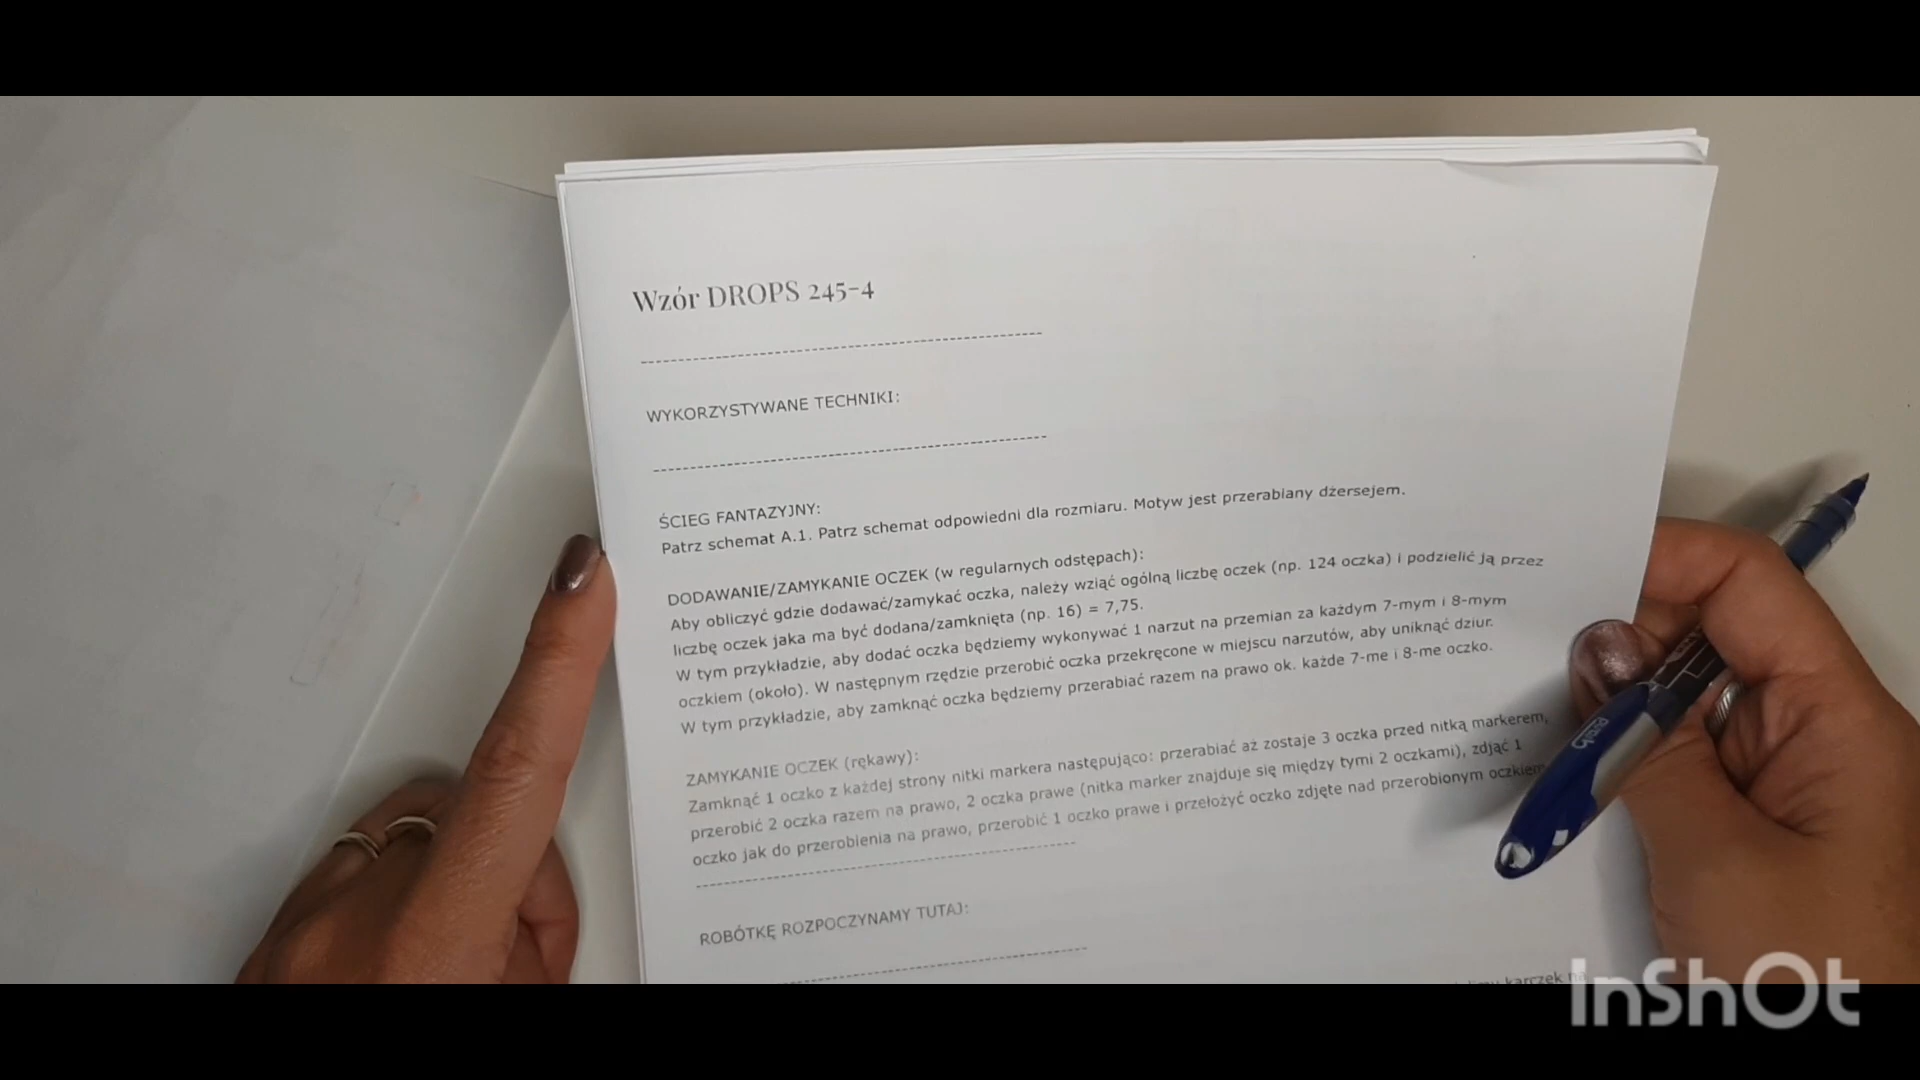 Wzór DROPS 245-4
WYKORZYSTYWANE TECHNIKI:
ŚCIEG FANTAZYJNY:
Patrz schemat A.1. Patrz schemat odpowiedni dla rozmiaru. Motyw jest przerabiany dżersejem.
DODAWANIE/ZAMYKANIE OCZEK (w regularnych odstępach):
Aby obliczyć gdzie dodawać/zamykać oczka, należy wziąć ogólną liczbę oczek (np. 124 oczka) i podzielić ją przez
liczbę oczek jaka ma być dodana/zamknięta (np. 16) = 7,75.
W tym przykładzie, aby dodać oczka będziemy wykonywać 1 narzut na przemian za każdym 7-mym i 8-mym
oczkiem (około). W następnym rzędzie przerobić oczka przekręcone w miejscu narzutów, aby uniknąć dziur.
W tym przykładzie, aby zamknąć oczka będziemy przerabiać razem na prawo ok. każde 7-me i 8-me oczko.
ZAMYKANIE OCZEK (rękawy):
Zamknąć 1 oczko z każdej strony nitki markera następująco: przerabiać aż zostaje 3 oczka przed nitką markerem,
przerobić 2 oczka razem na prawo, 2 oczka prawe (nitka marker znajduje się między tymi 2 oczkami), zdjąć 1
oczko jak do przerobienia na prawo, przerobić 1 oczko prawe i przełożyć oczko zdjęte nad przerobionym oczkiem
ROBÓTKĘ ROZPOCZYNAMY TUTAJ:
karczek na
InShOt